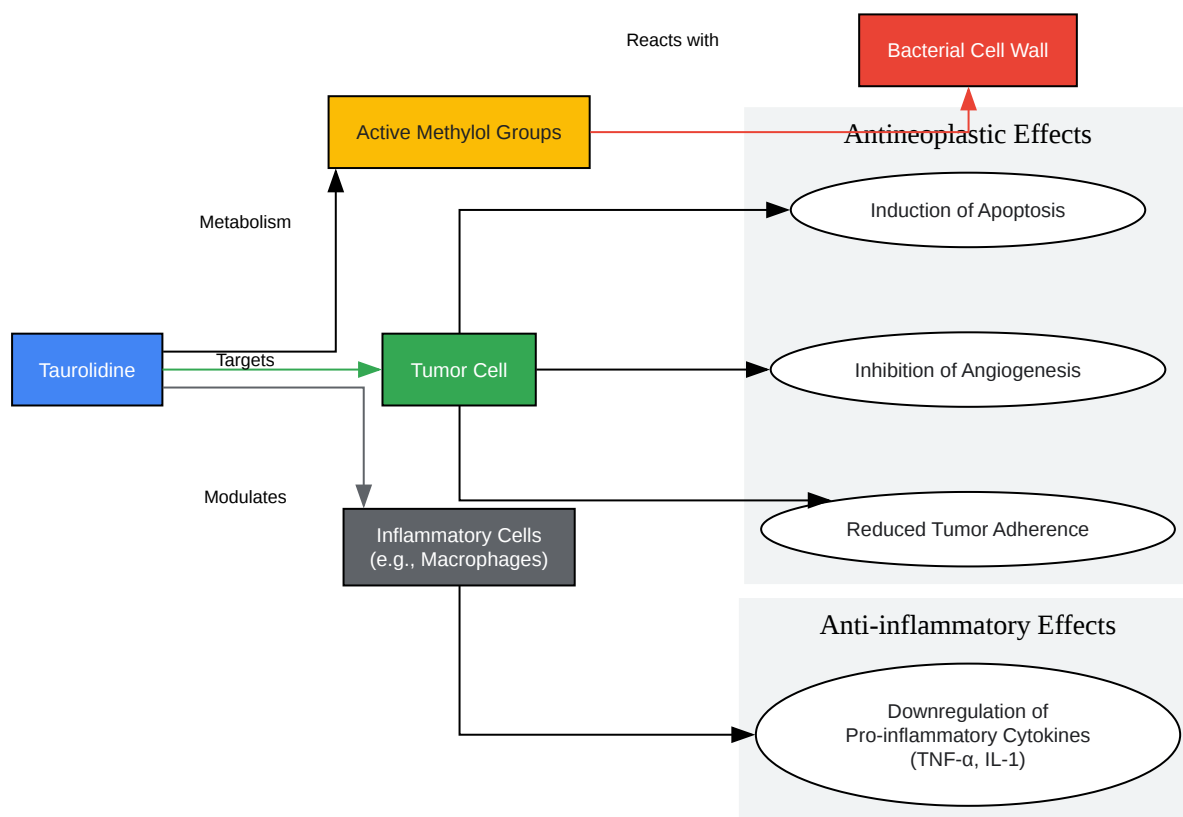 Reacts with
Bacterial Cell Wall
Active Methylol Groups
Antineoplastic Effects
Metabolism
Induction of Apoptosis
Taurolidine
Targets
Tumor Cell
Inhibition of Angiogenesis
Modulates
Inflammatory Cells
(e.g., Macrophages)
Reduced Tumor Adherence
Anti-inflammatory Effects
Downregulation of
Pro-inflammatory Cytokines
(TNF-α, IL-1)